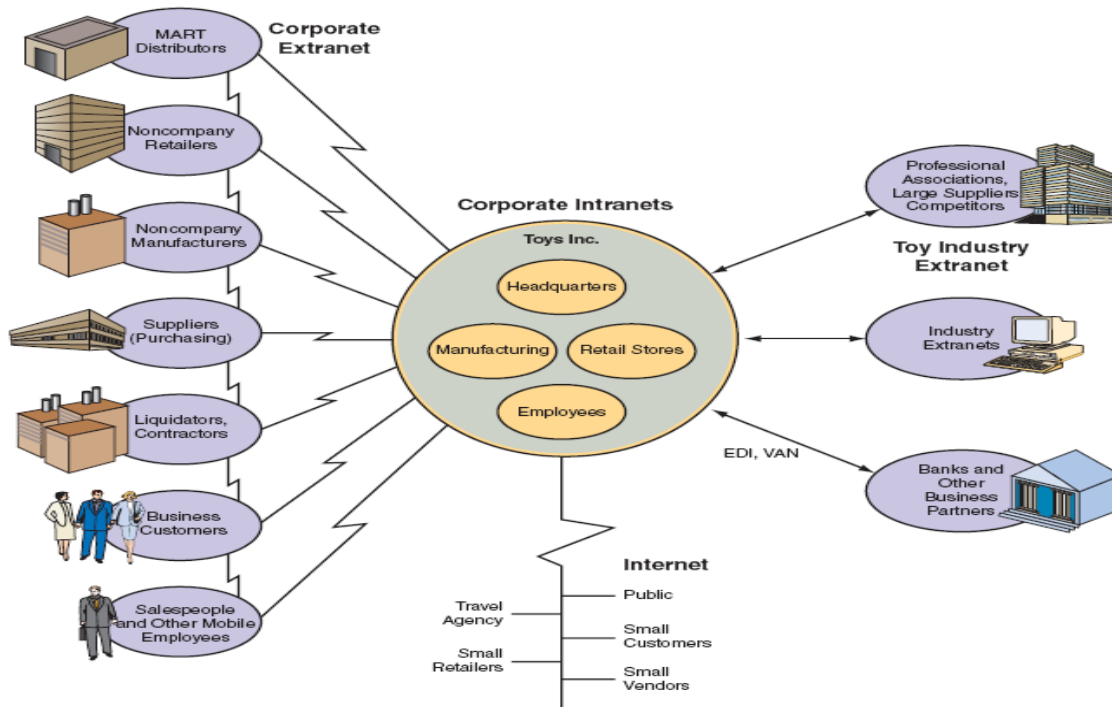 MART
Distributors
Corporate
Extranet
Noncompany
Retailers
Noncompany
Manufacturers
Suppliers
(Purchasing)
Liquidators,
Contractors
Business
Customers
Salespeople
and Other Mobile
Employees
Corporate Intranets
Toys Inc.
Headquarters
Manufacturing
Retail Stores
Employees
Professional
Associations,
Large Suppliers
Competitors
Toy Industry
Extranet
Industry
Extranets
EDI, VAN
Banks and
Other
Business
Partners
Internet
Public
Travel
Agency
Small
Customers
Small
Retailers
Small
Vendors